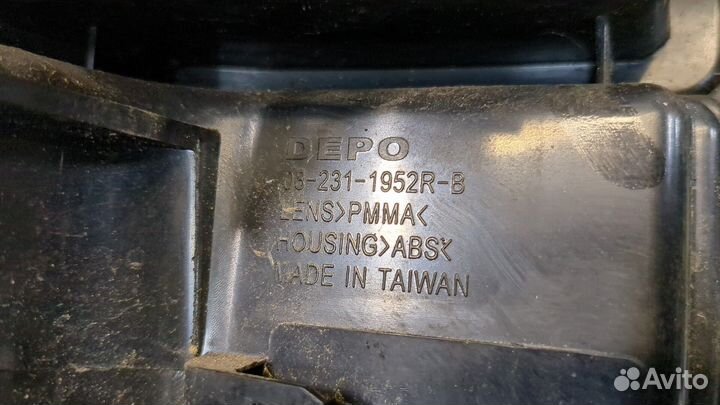 DEPO
03-231-1952R-B
LENS>PMMA<
HOUSING>ABS<
MADE IN TAIWAN
Avito